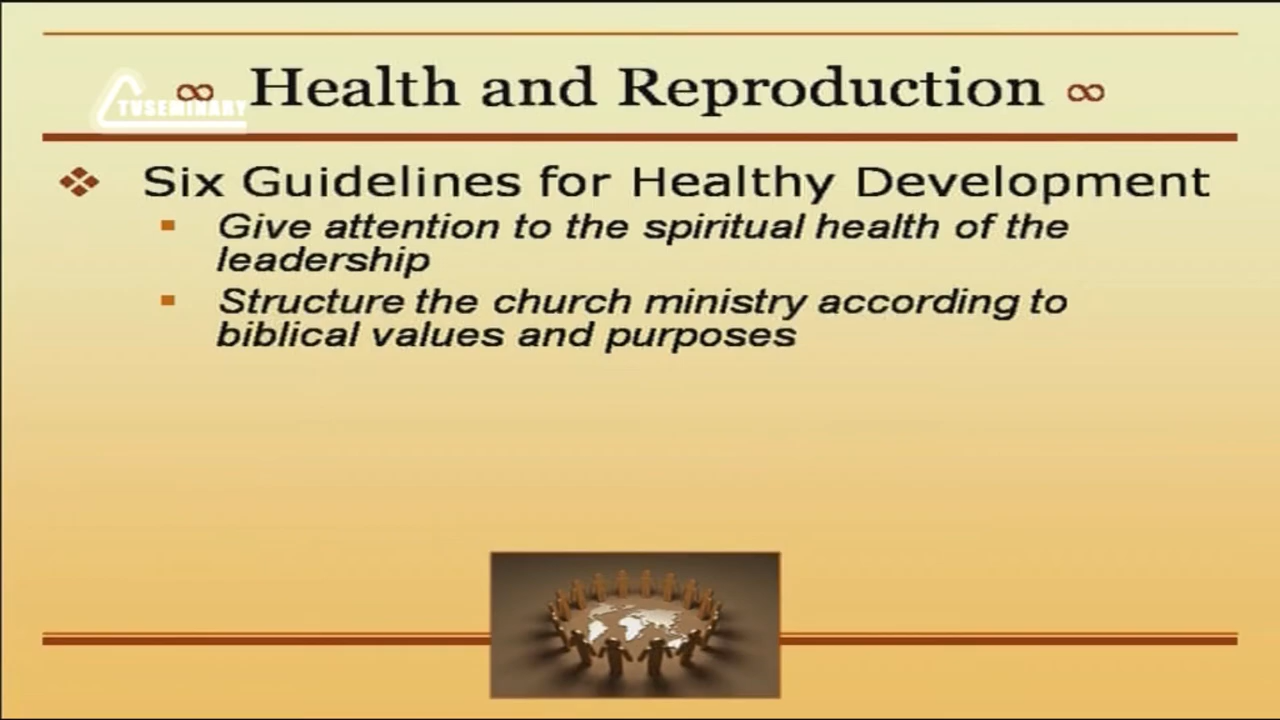 ∞ Health and Reproduction ∞
TUSEMINARY
Six Guidelines for Healthy Development
Give attention to the spiritual health of the
leadership
Structure the church ministry according to
biblical values and purposes